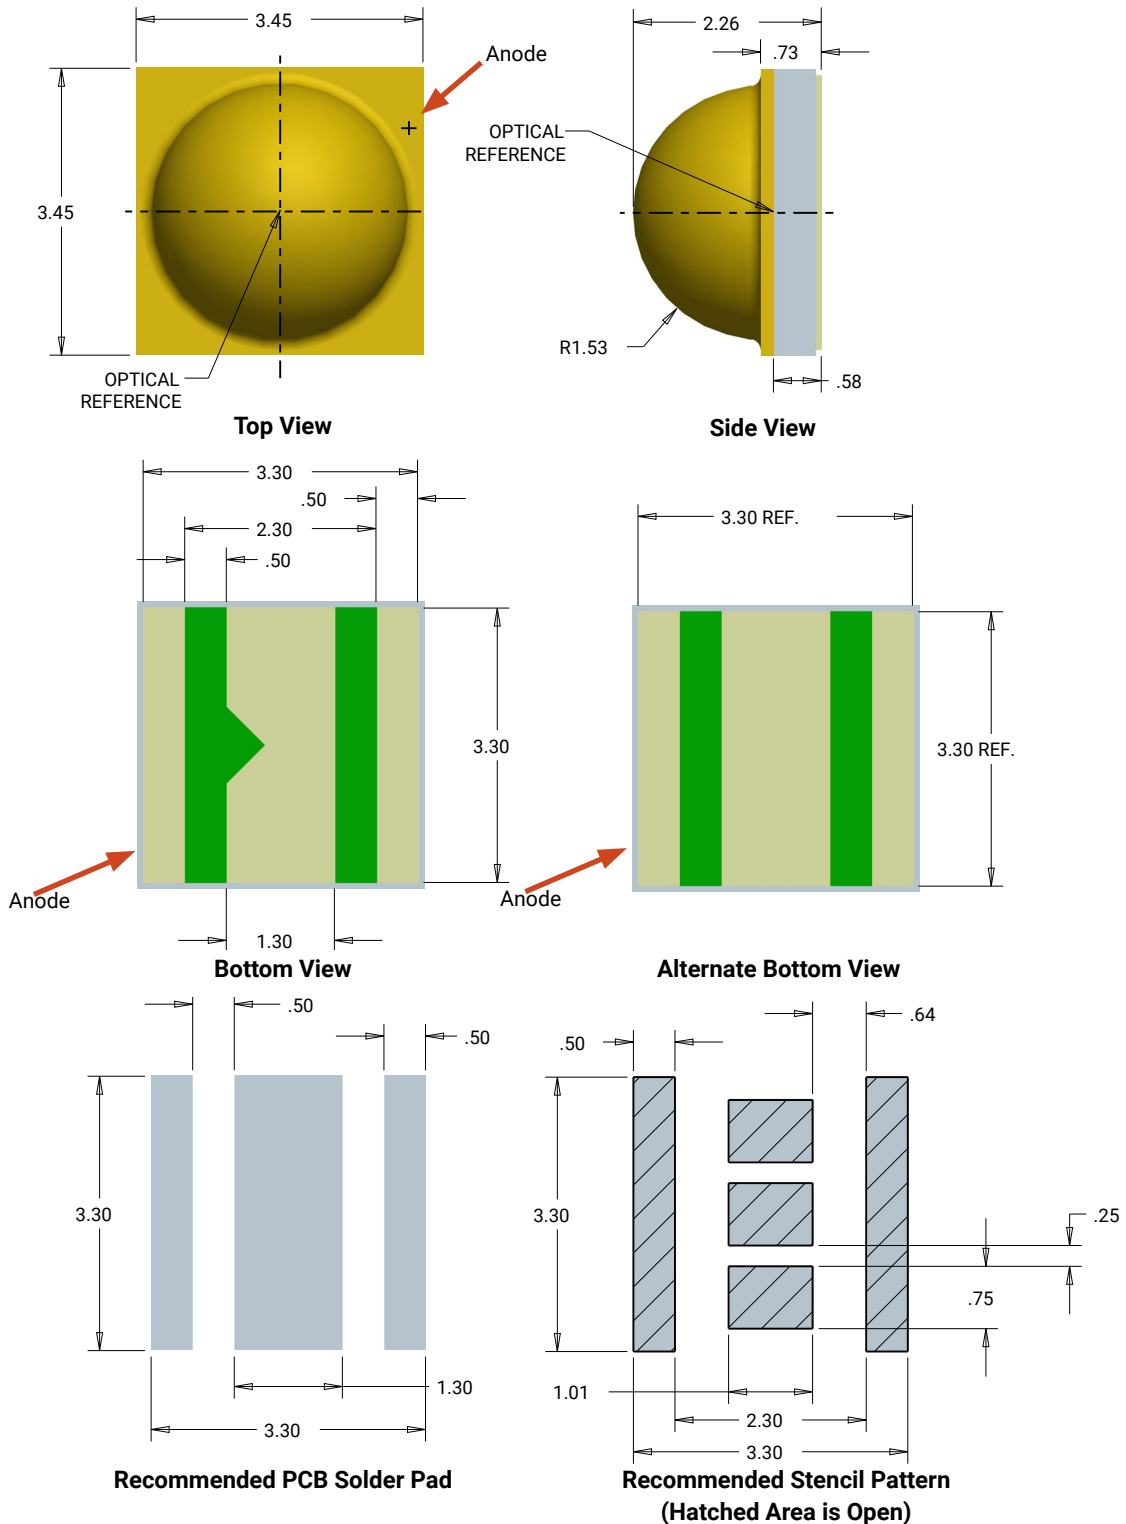 3.45
Anode
+
3.45
OPTICAL
REFERENCE
Top View
2.26
.73
OPTICAL
REFERENCE
R1.53
.58
Side View
3.30
.50
2.30
.50
3.30
Anode
1.30
Bottom View
3.30 REF.
3.30 REF.
Anode
Alternate Bottom View
.50
.50
3.30
1.30
3.30
Recommended PCB Solder Pad
.64
.50
3.30
.25
.75
1.01
2.30
3.30
Recommended Stencil Pattern
(Hatched Area is Open)